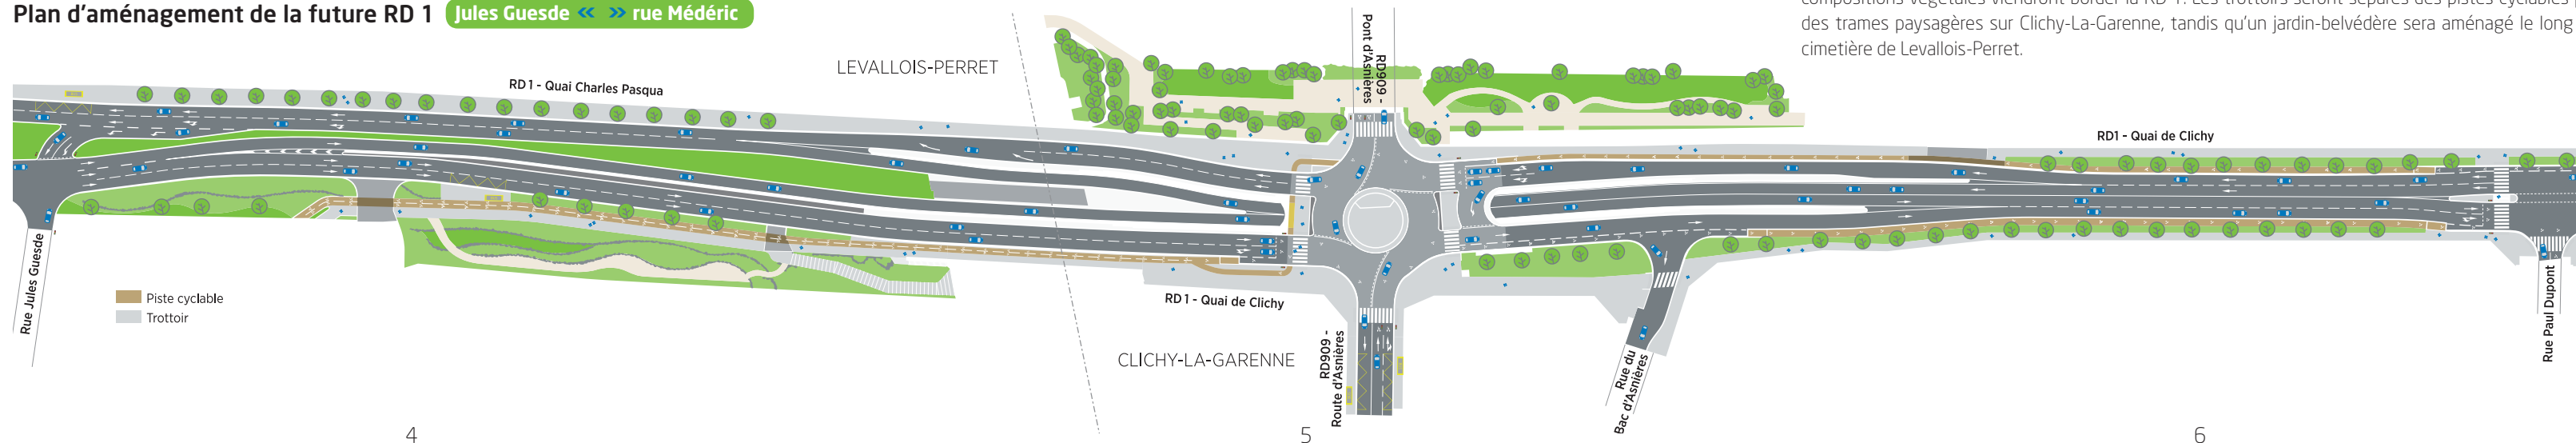 Plan d'aménagement de la future RD 1 Jules Guesde « » rue Médéric
compositions végétales viendront border la RD 1. Les trottoirs seront séparés des pistes cyclables
des trames paysagères sur Clichy-La-Garenne, tandis qu'un jardin-belvédère sera aménagé le long
cimetière de Levallois-Perret.
LEVALLOIS-PERRET
RD 1 - Quai Charles Pasqua
RD909 -
Pont d'Asnières
RD1 - Quai de Clichy
Rue Jules Guesde
Piste cyclable
Trottoir
RD 1 - Quai de Clichy
CLICHY-LA-GARENNE
RD909 -
Route d'Asnières
Rue du
Bac d'Asnières
Rue Paul Dupont
4
5
6